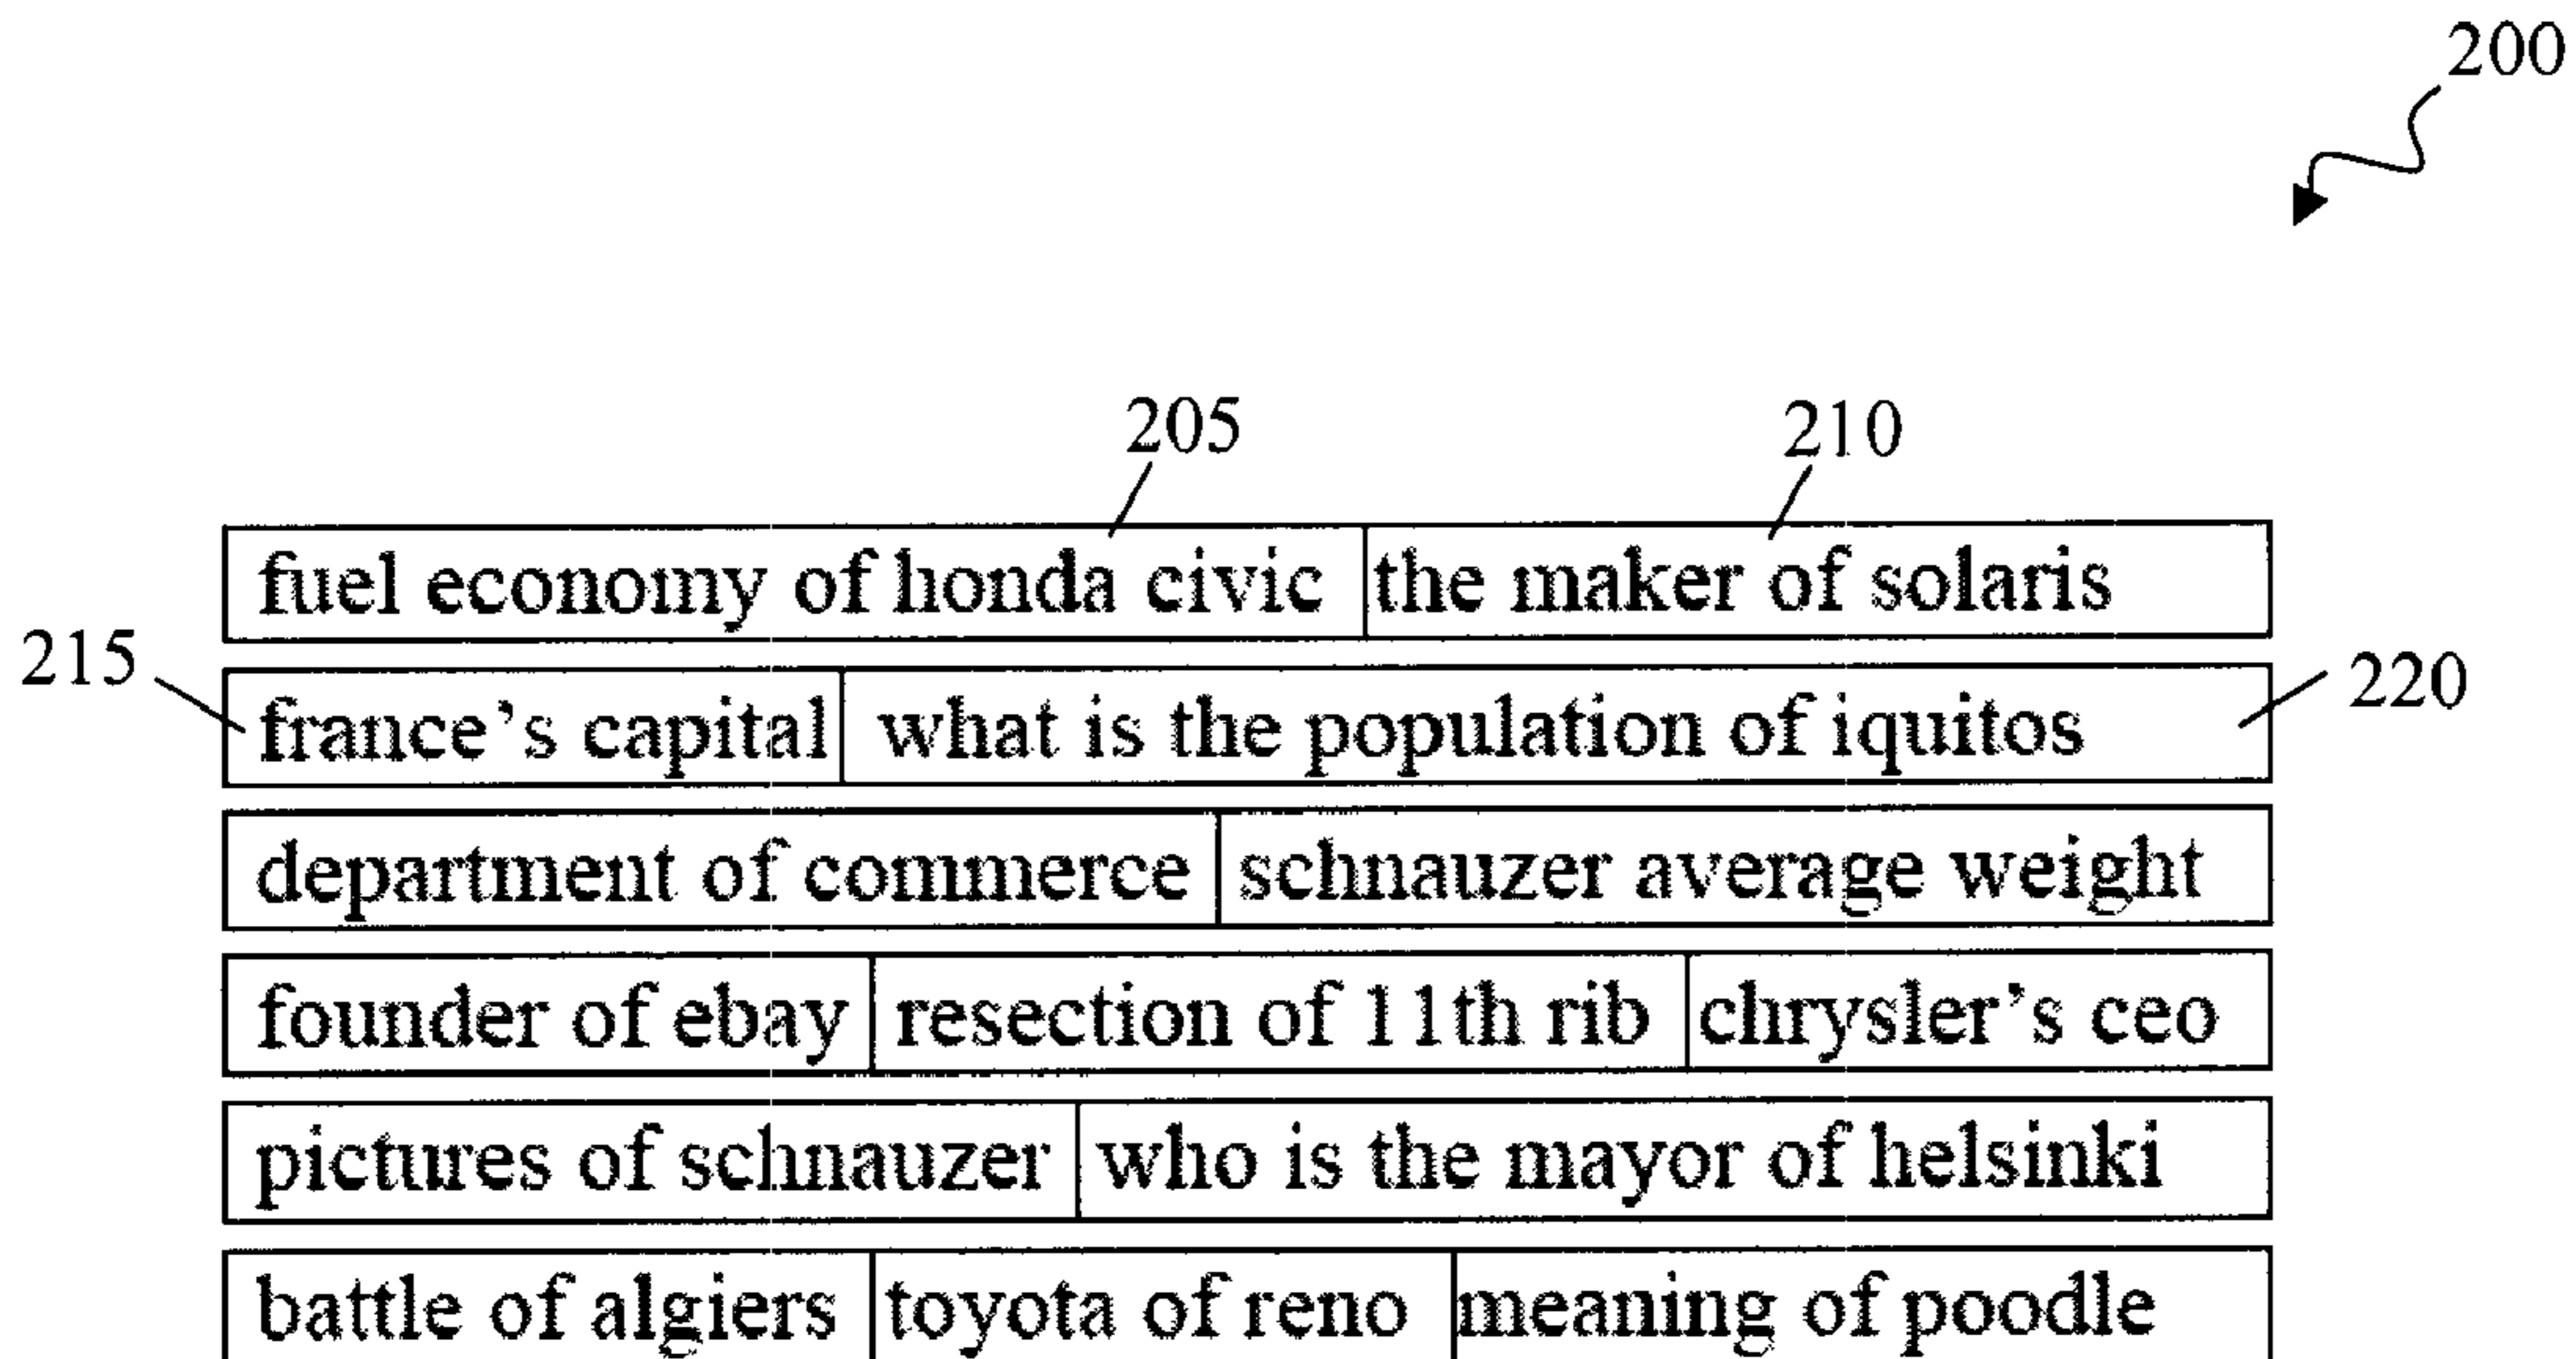 200
205 210
fuel economy of honda civic the maker of solaris
215 220
france's capital what is the population of iquitos
department of commerce schnauzer average weight
founder of ebay resection of 11th rib chrysler's ceo
pictures of schnauzer who is the mayor of helsinki
battle of algiers toyota of reno meaning of poodle